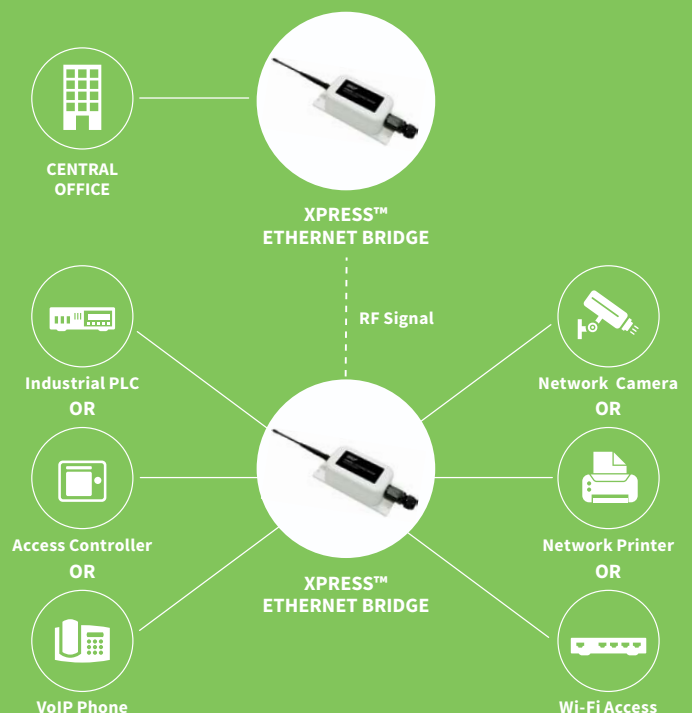 CENTRAL
OFFICE
XPRESS™
ETHERNET BRIDGE
RF Signal
Industrial PLC
OR
Access Controller
OR
VoIP Phone
Network Camera
OR
Network Printer
OR
Wi-Fi Access
XPRESS™
ETHERNET BRIDGE